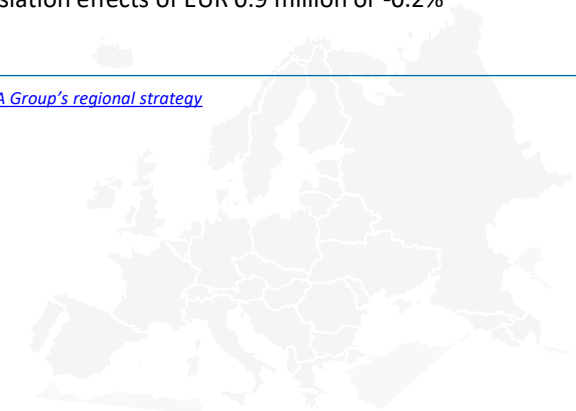 slation effects of EUR 0.9 million or -0.2%
A Group's regional strategy